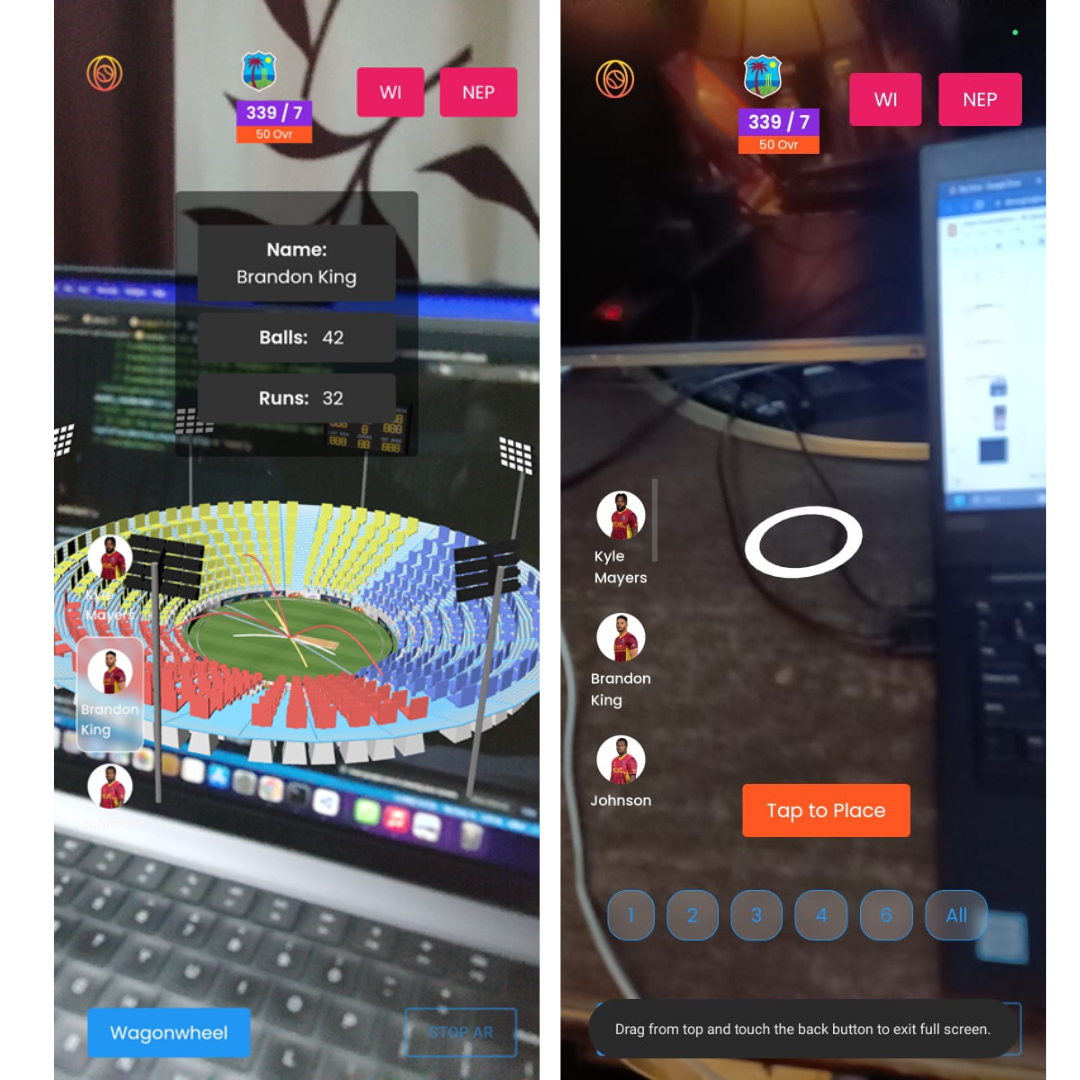 339 / 7
50 Ovr
WI
NEP
Name:
Brandon King
Balls: 42
Runs: 32
Mayers
Brandon
King
Wagonwheel
STOP AR
339 / 7
50 Ovr
WI
NEP
Kyle
Mayers
Brandon
King
Johnson
Tap to Place
1
2
3
4
6
All
Drag from top and touch the back button to exit full screen.